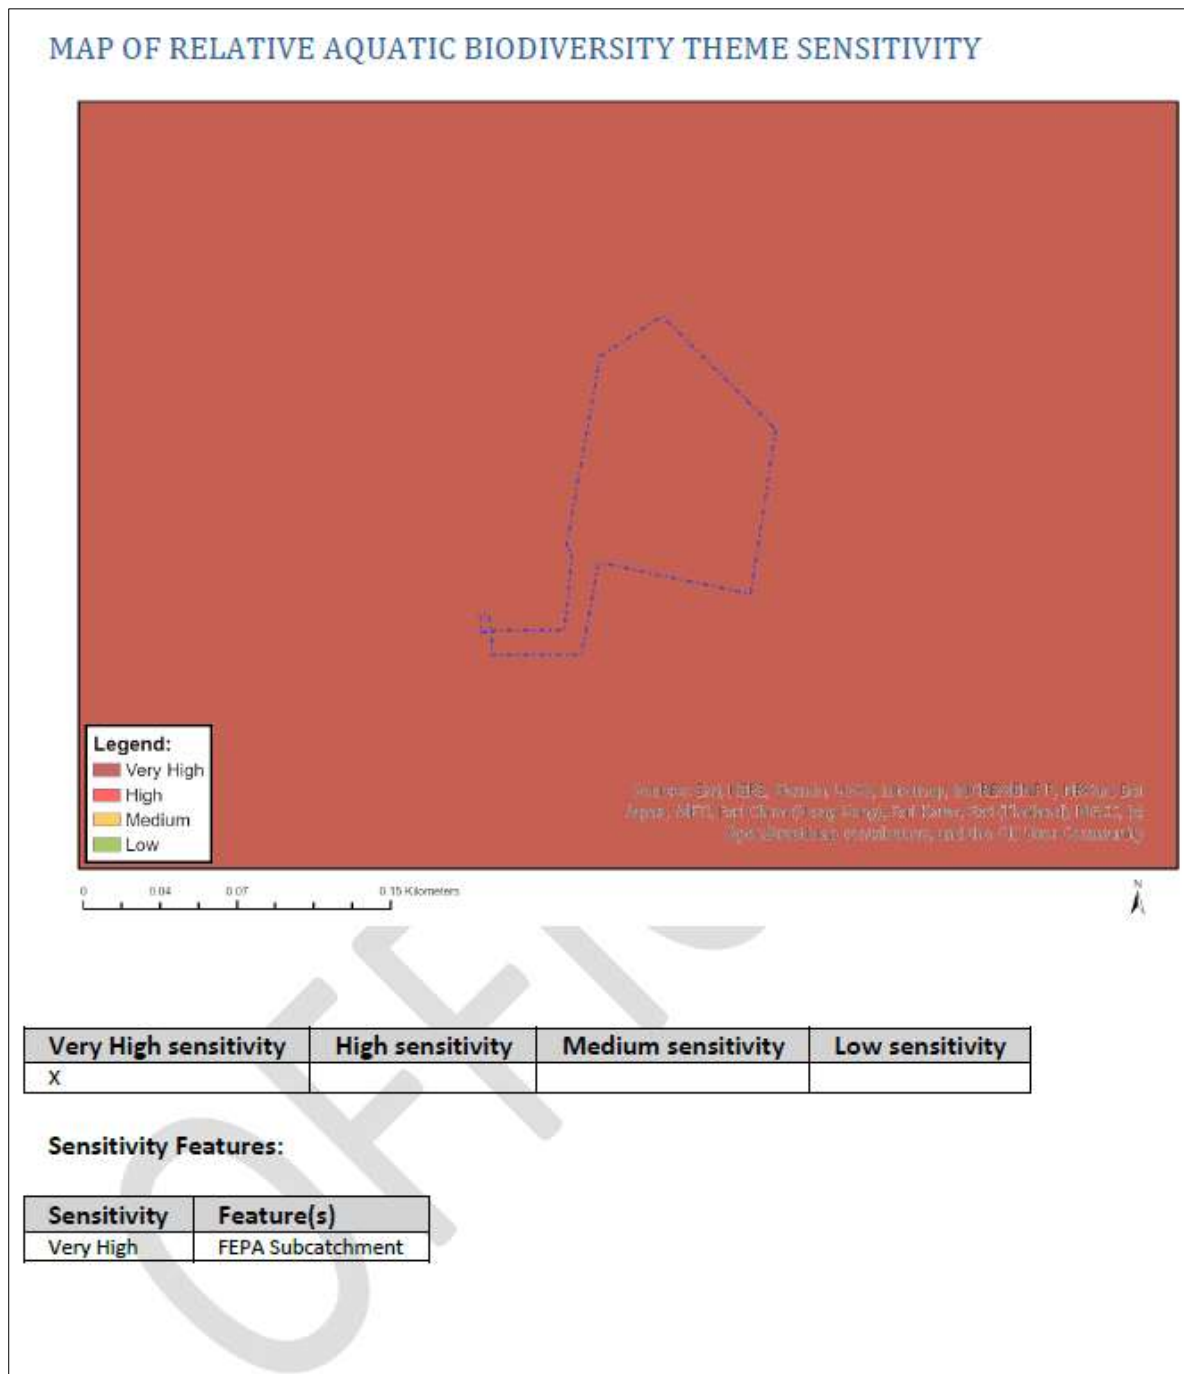 MAP OF RELATIVE AQUATIC BIODIVERSITY THEME SENSITIVITY
Legend:
Very High
High
Medium
Low
0 0.04 0.07 0.15 Kilometers
N
Very High sensitivity High sensitivity Medium sensitivity Low sensitivity
X
Sensitivity Features:
Sensitivity Feature(s)
Very High FEPA Subcatchment